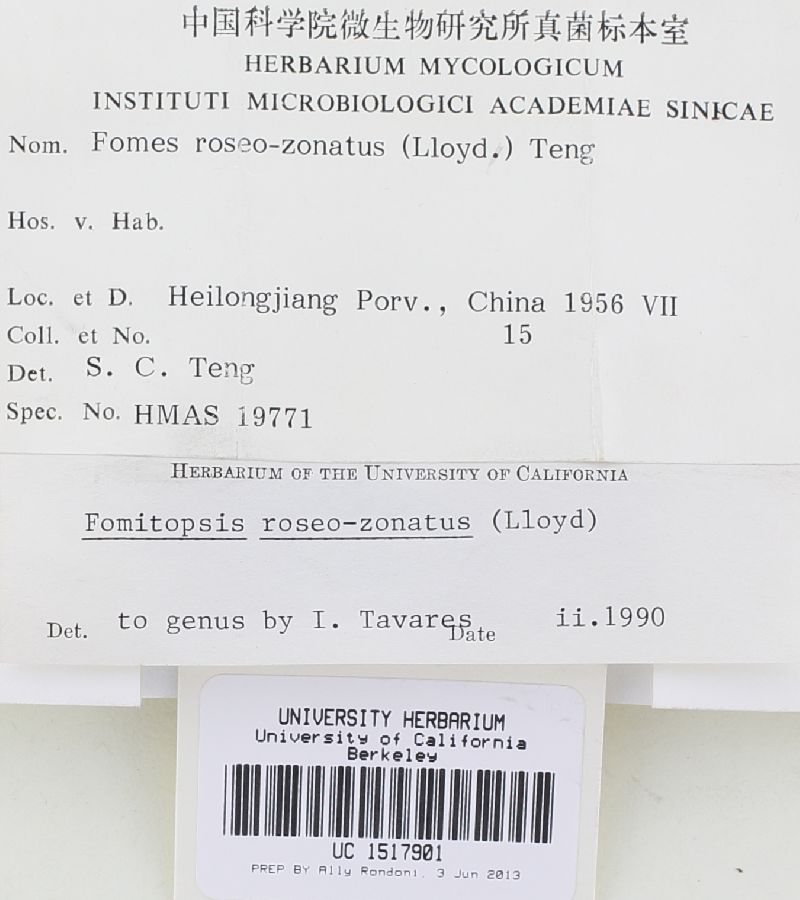 中国科学院微生物研究所真菌标本室
HERBARIUM MYCOLOGICUM
INSTITUTI MICROBIOLOGICI ACADEMIAE SINICAE
Nom. Fomes roseo-zonatus (Lloyd.) Teng
Hos. v. Hab.
Loc. et D. Heilongjiang Porv., China 1956 VII
Coll. et No. 15
Det. S. C. Teng
Spec. No. HMAS 19771
HERBARIUM OF THE UNIVERSITY OF CALIFORNIA
Fomitopsis roseo-zonatus (Lloyd)
Det. to genus by I. Tavares Date ii.1990
UNIVERSITY HERBARIUM
University of California
Berkeley
UC 1517901
PREP BY Ally Rondoni, 3 Jun 2013